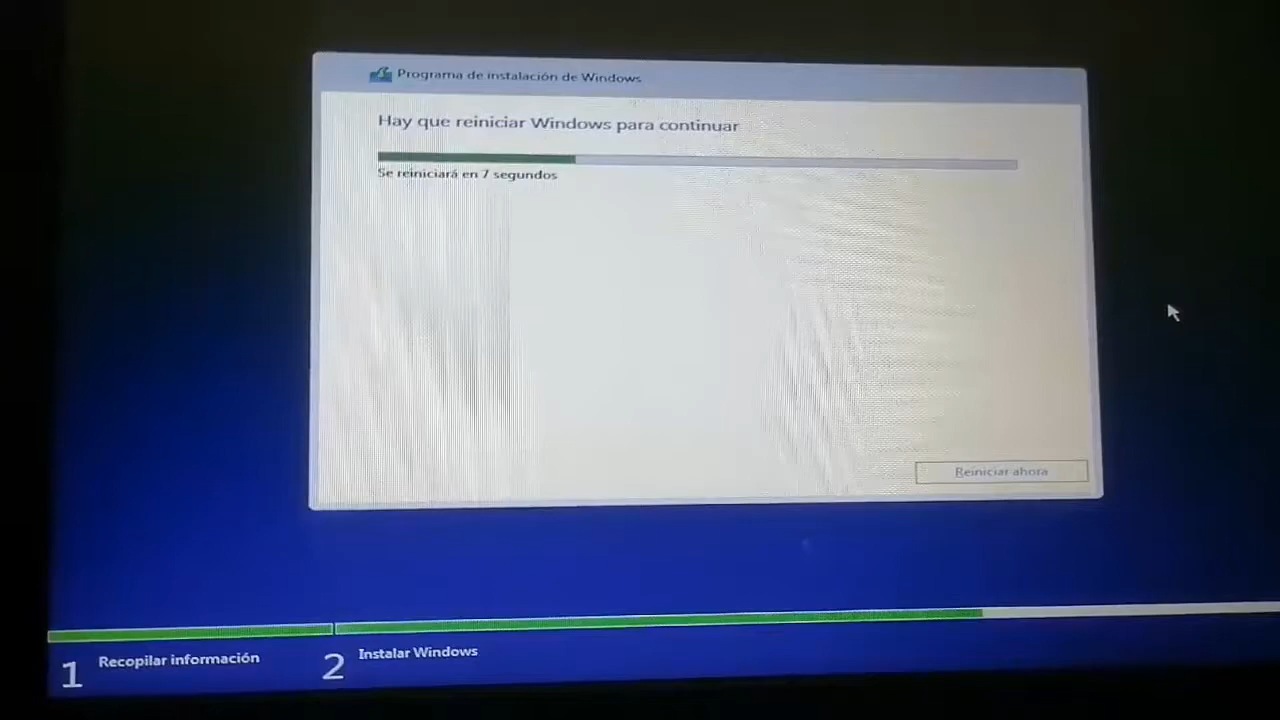 Programa de instalación de Windows
Hay que reiniciar Windows para continuar
Se reiniciará en 7 segundos
Reiniciar ahora
1 Recopilar información
2 Instalar Windows